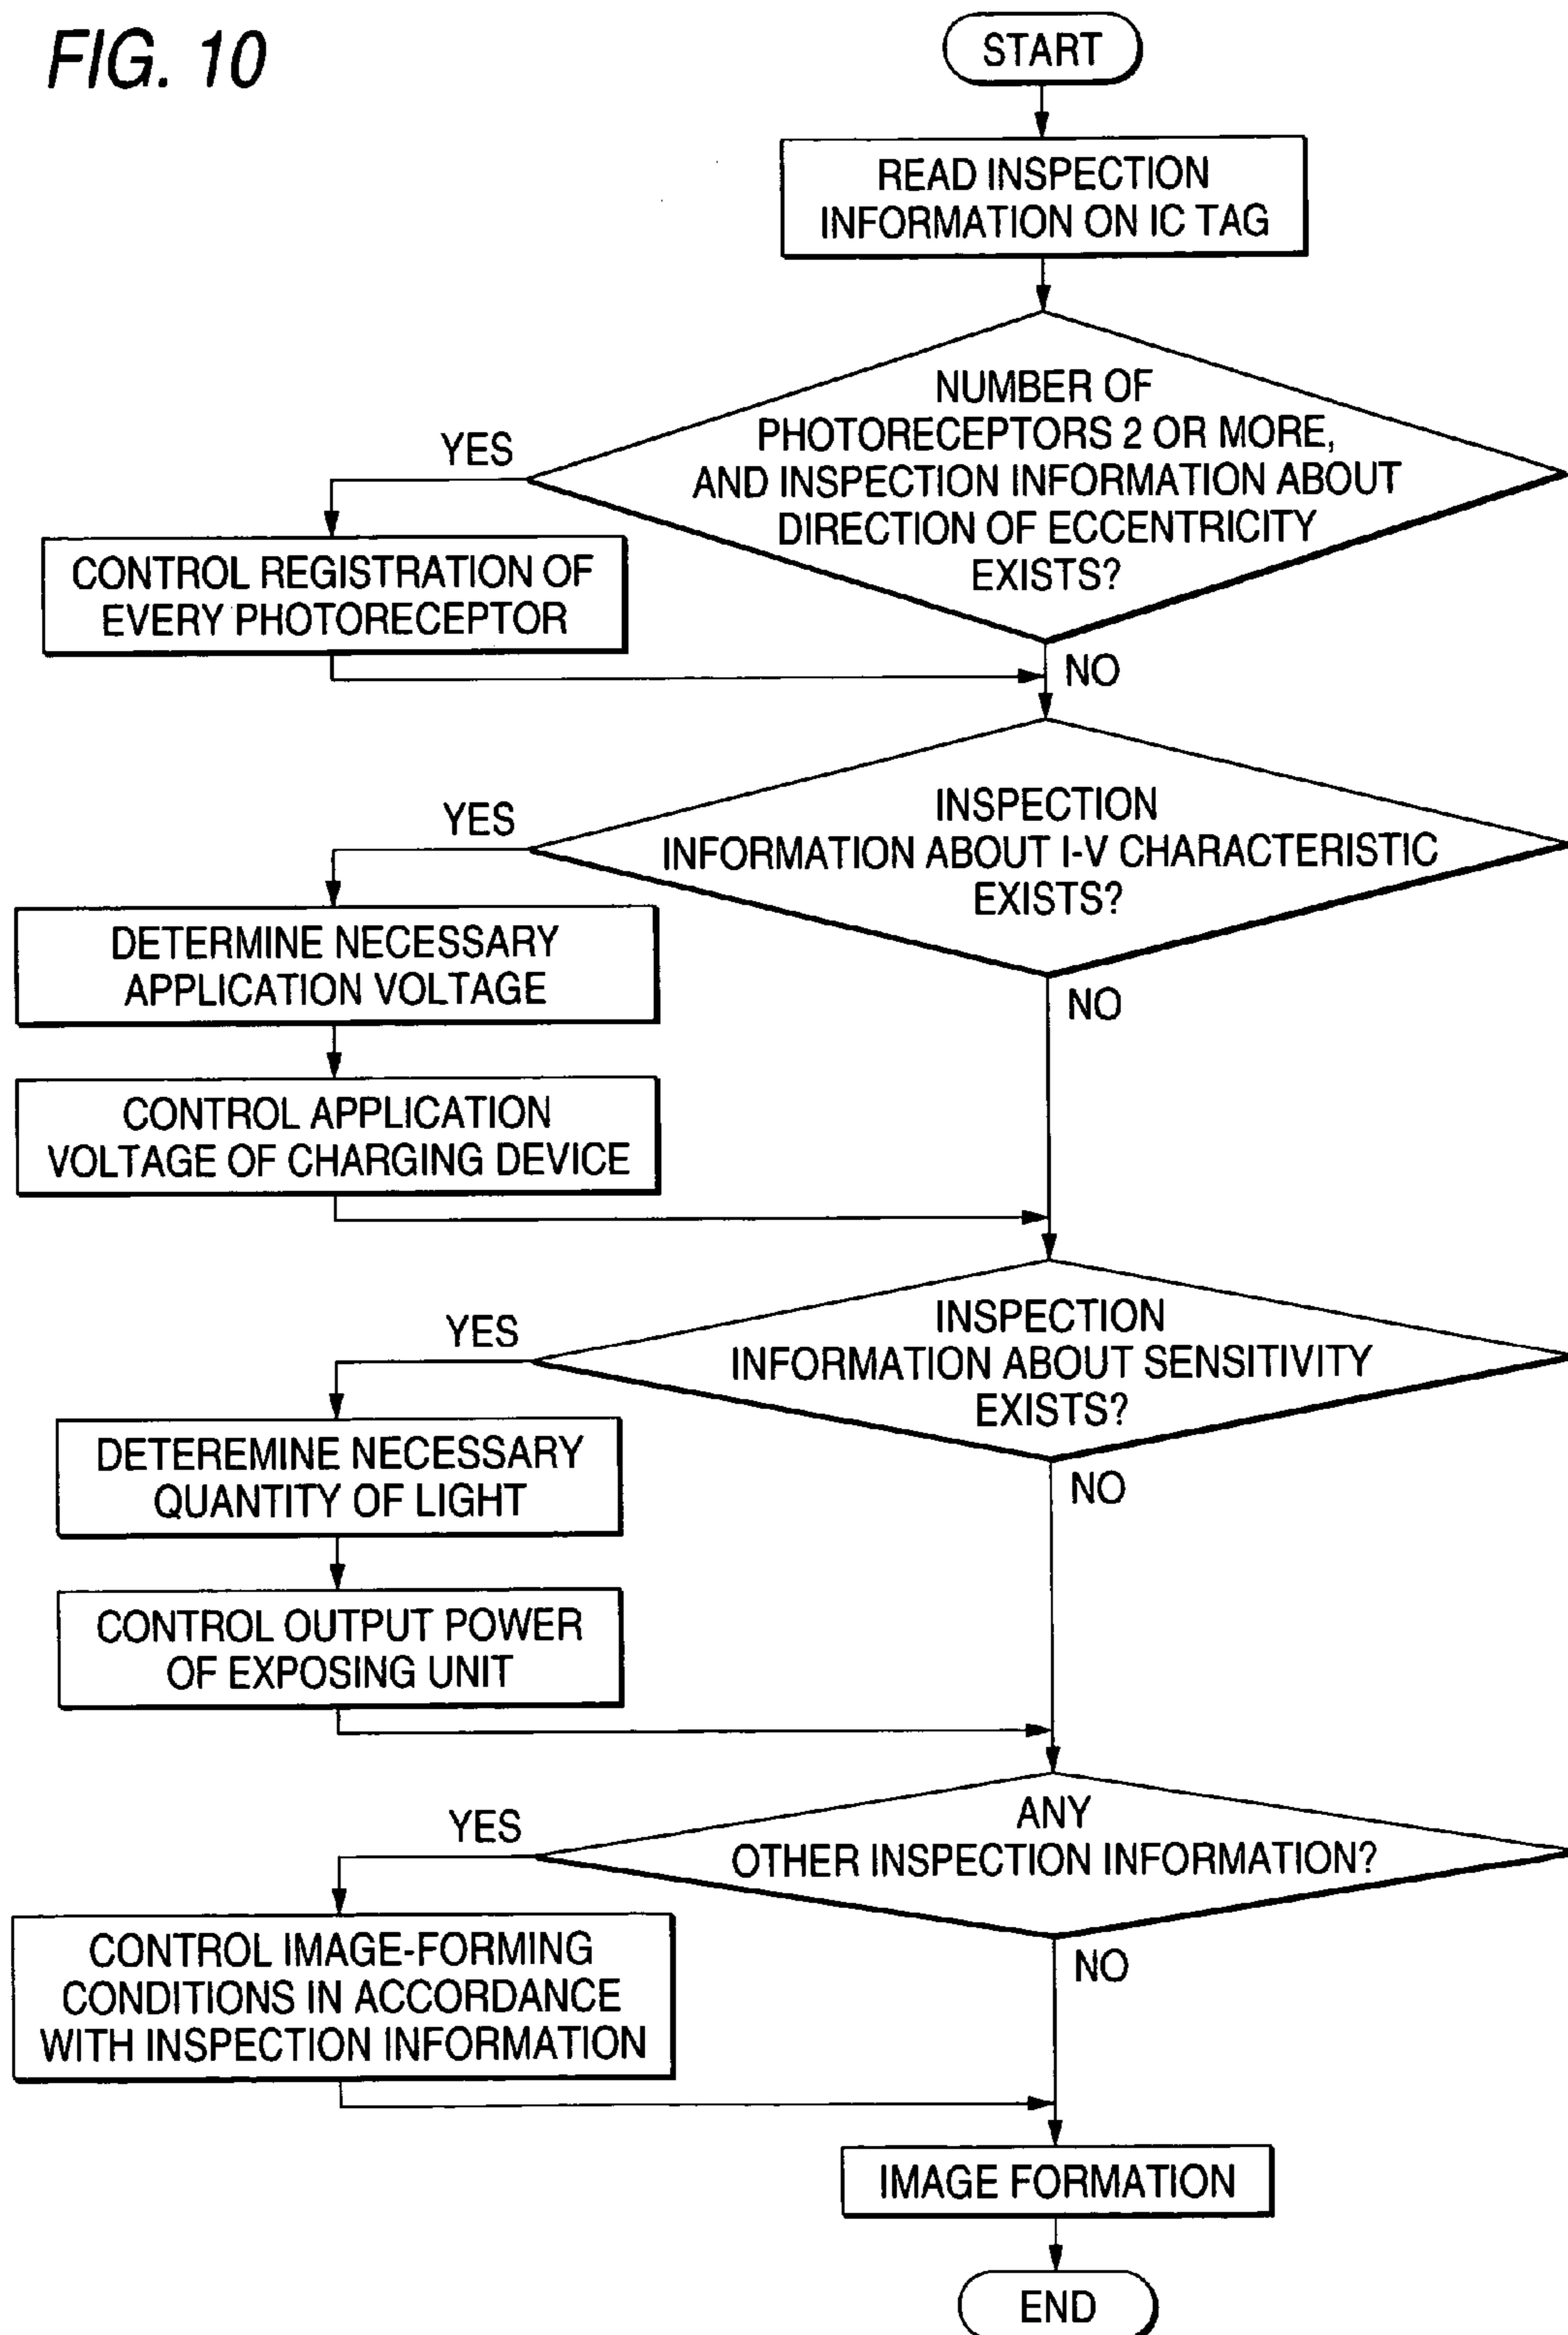 FIG. 10
START
READ INSPECTION
INFORMATION ON IC TAG
NUMBER OF
PHOTORECEPTORS 2 OR MORE,
AND INSPECTION INFORMATION ABOUT
DIRECTION OF ECCENTRICITY
EXISTS?
YES
CONTROL REGISTRATION OF
EVERY PHOTORECEPTOR
NO
INSPECTION
INFORMATION ABOUT I-V CHARACTERISTIC
EXISTS?
YES
DETERMINE NECESSARY
APPLICATION VOLTAGE
NO
CONTROL APPLICATION
VOLTAGE OF CHARGING DEVICE
INSPECTION
INFORMATION ABOUT SENSITIVITY
EXISTS?
YES
DETEREMINE NECESSARY
QUANTITY OF LIGHT
NO
CONTROL OUTPUT POWER
OF EXPOSING UNIT
ANY
OTHER INSPECTION INFORMATION?
YES
CONTROL IMAGE-FORMING
CONDITIONS IN ACCORDANCE
WITH INSPECTION INFORMATION
NO
IMAGE FORMATION
END